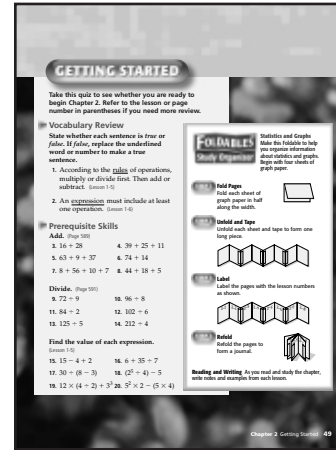 GETTING STARTED
Take this quiz to see whether you are ready to
begin Chapter 2. Refer to the lesson or page
number in parentheses if you need more review.
Vocabulary Review
State whether each sentence is true or
false. If false, replace the underlined
word or number to make a true
sentence.
1. According to the rules of operations,
multiply or divide first. Then add or
subtract. (Lesson 1-5)
2. An expression must include at least
one operation. (Lesson 1-6)
Prerequisite Skills
Add. (Page 589)
3. 16 + 28
4. 39 + 25 + 11
5. 63 + 9 + 37
6. 74 + 14
7. 8 + 56 + 10 + 7
8. 44 + 18 + 5
Divide. (Page 591)
9. 72 ÷ 9
10. 96 ÷ 8
11. 84 ÷ 2
12. 102 ÷ 6
13. 125 ÷ 5
14. 212 ÷ 4
Find the value of each expression.
(Lesson 1-5)
15. 15 − 4 + 2
16. 6 + 35 ÷ 7
17. 30 ÷ (8 − 3)
18. (2⁵ ÷ 4) − 5
19. 12 × (4 ÷ 2) + 3²
20. 5² × 2 − (5 × 4)
FOLDABLES
Study Organizer
Statistics and Graphs
Make this Foldable to help
you organize information
about statistics and graphs.
Begin with four sheets of
graph paper.
Fold Pages
Fold each sheet of
graph paper in half
along the width.
Unfold and Tape
Unfold each sheet and tape to form one
long piece.
Label
Label the pages with the lesson numbers
as shown.
Refold
Refold the pages to
form a journal.
Reading and Writing As you read and study the chapter,
write notes and examples from each lesson.
Chapter 2 Getting Started 49